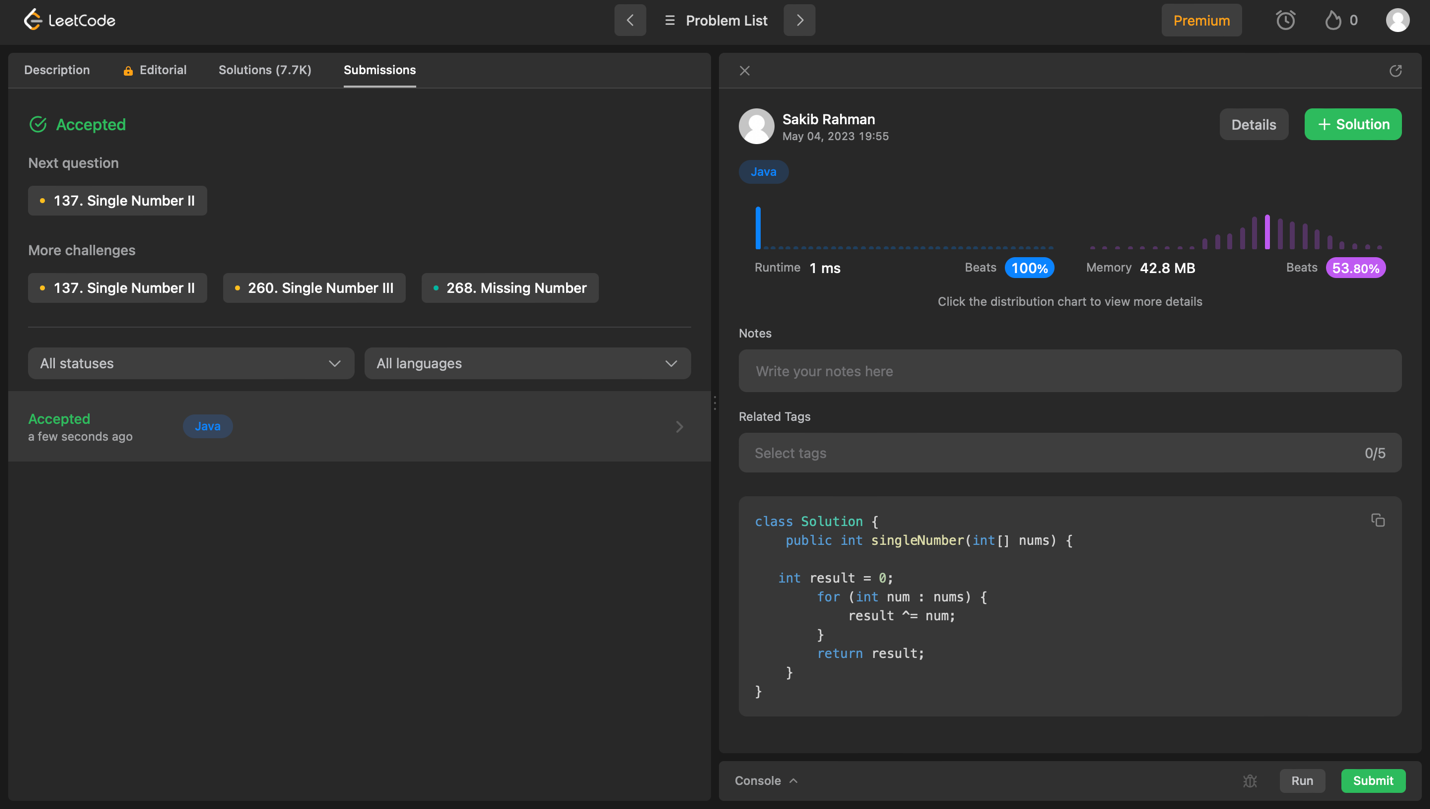 LeetCode
Problem List
Premium
0
Description
Editorial
Solutions (7.7K)
Submissions
Accepted
Next question
137. Single Number II
More challenges
137. Single Number II
260. Single Number III
268. Missing Number
All statuses
All languages
Accepted
a few seconds ago
Java
Sakib Rahman
May 04, 2023 19:55
Details
+ Solution
Java
Runtime 1 ms
Beats 100%
Memory 42.8 MB
Beats 53.80%
Click the distribution chart to view more details
Notes
Write your notes here
Related Tags
Select tags
0/5
class Solution {
    public int singleNumber(int[] nums) {

   int result = 0;
        for (int num : nums) {
            result ^= num;
        }
        return result;
    }
}
Console
Run
Submit